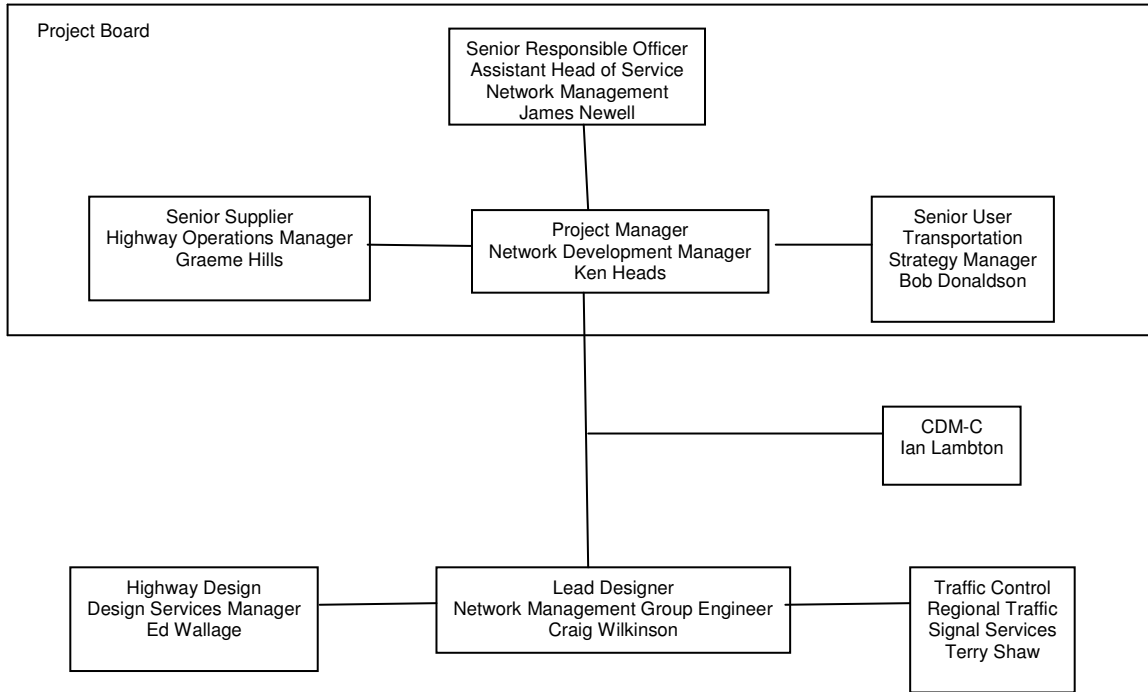 Project Board
Senior Responsible Officer
Assistant Head of Service
Network Management
James Newell
Senior Supplier
Highway Operations Manager
Graeme Hills
Project Manager
Network Development Manager
Ken Heads
Senior User
Transportation
Strategy Manager
Bob Donaldson
CDM-C
Ian Lambton
Highway Design
Design Services Manager
Ed Wallage
Lead Designer
Network Management Group Engineer
Craig Wilkinson
Traffic Control
Regional Traffic
Signal Services
Terry Shaw